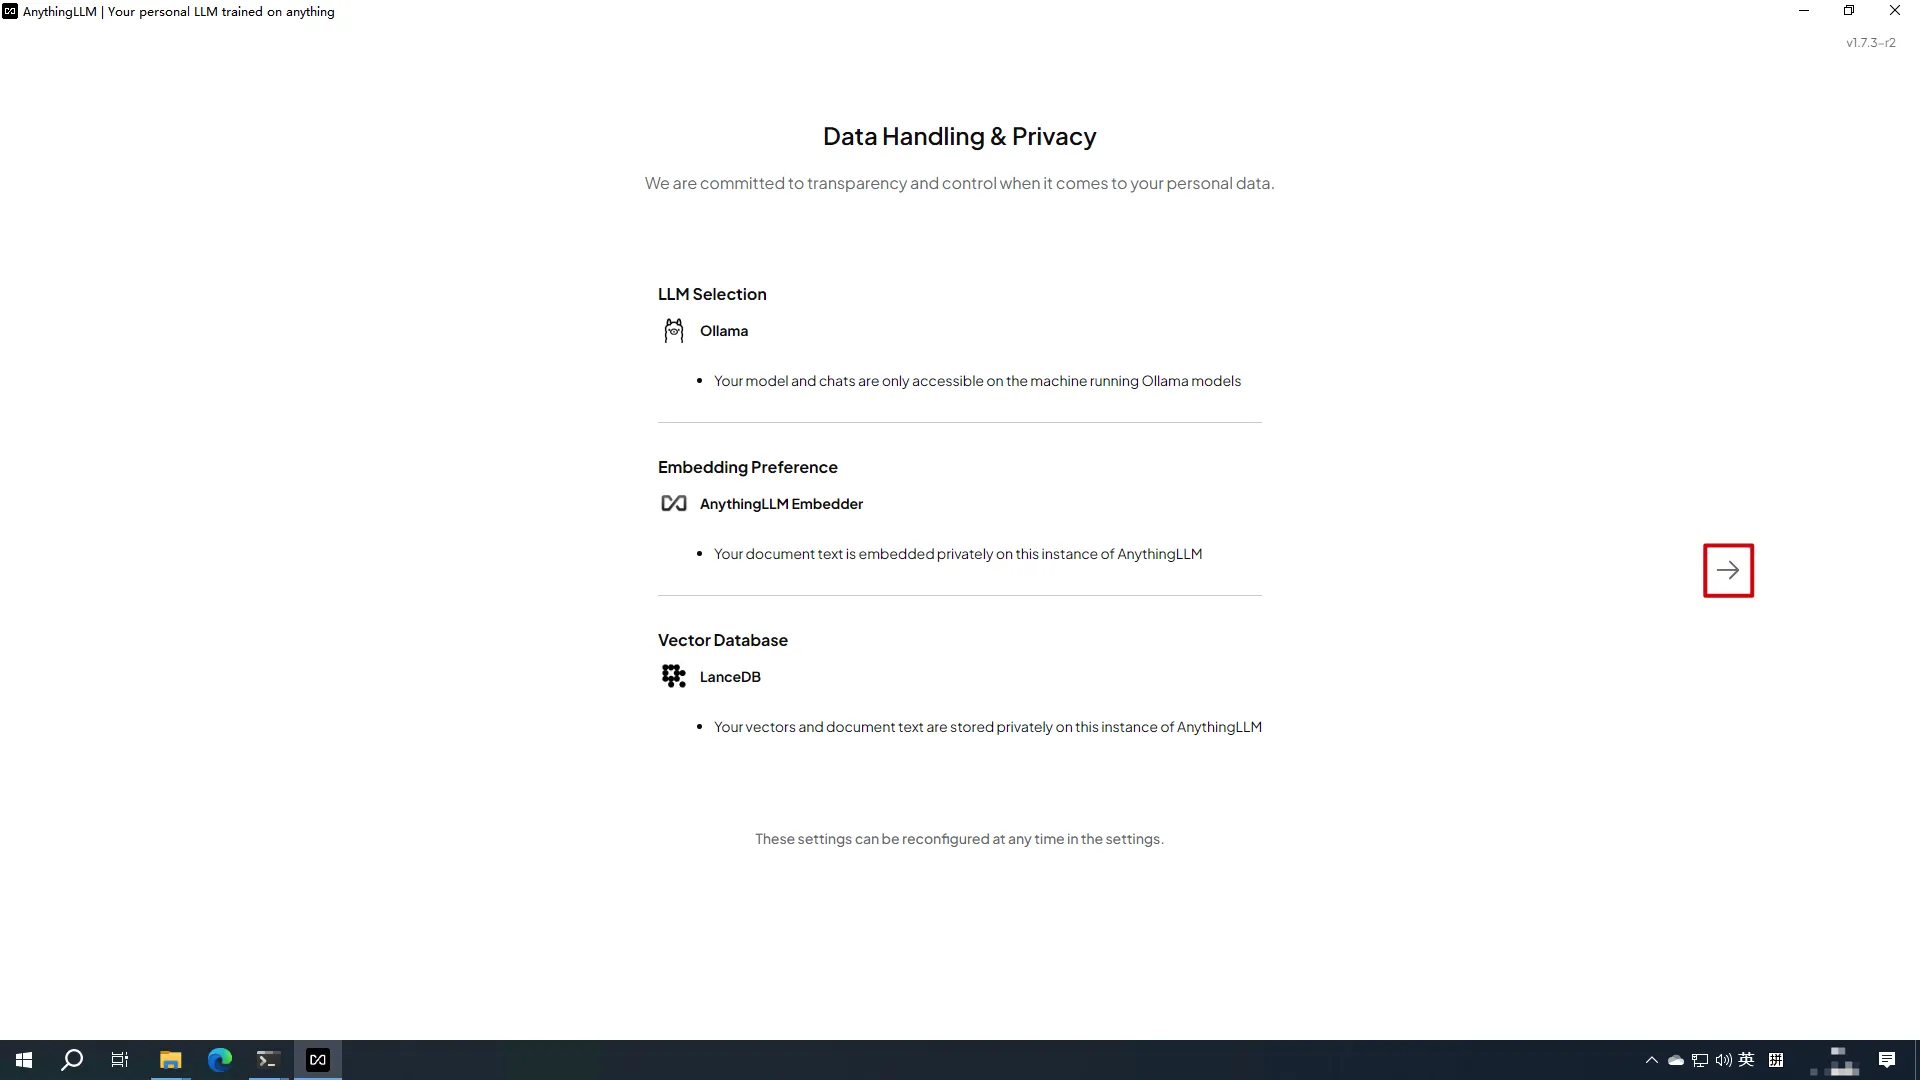 AnythingLLM | Your personal LLM trained on anything
v1.7.3-r2
Data Handling & Privacy
We are committed to transparency and control when it comes to your personal data.
LLM Selection
Ollama
• Your model and chats are only accessible on the machine running Ollama models
Embedding Preference
AnythingLLM Embedder
• Your document text is embedded privately on this instance of AnythingLLM
Vector Database
LanceDB
• Your vectors and document text are stored privately on this instance of AnythingLLM
These settings can be reconfigured at any time in the settings.
英 拼